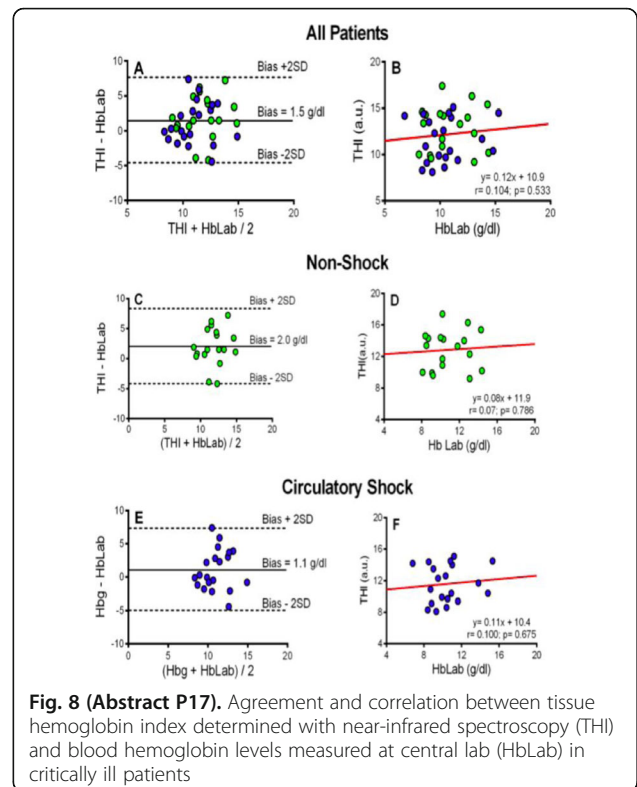 All Patients
A
THI - HbLab
10
5
0
-5
-10
Bias +2SD
Bias = 1.5 g/dl
Bias -2SD
5 10 15 20
THI + HbLab / 2
B
THI (a.u.)
20
15
10
5
y= 0.12x + 10.9
r= 0.104; p= 0.533
5 10 15 20
HbLab (g/dl)
Non-Shock
C
THI - HbLab
10
5
0
-5
-10
Bias + 2SD
Bias = 2.0 g/dl
Bias - 2SD
0 5 10 15 20
(THI + HbLab) / 2
D
THI(a.u.)
20
16
12
8
4
y= 0.08x + 11.9
r= 0.07; p= 0.786
4 8 12 16 20
Hb Lab (g/dl)
Circulatory Shock
E
Hbg - HbLab
10
5
0
-5
-10
Bias + 2SD
Bias = 1.1 g/dl
Bias - 2SD
0 5 10 15 20
(Hbg + HbLab) / 2
F
THI (a.u.)
20
16
12
8
4
y= 0.11x + 10.4
r= 0.100; p= 0.675
4 8 12 16 20
HbLab (g/dl)
Fig. 8 (Abstract P17). Agreement and correlation between tissue
hemoglobin index determined with near-infrared spectroscopy (THI)
and blood hemoglobin levels measured at central lab (HbLab) in
critically ill patients